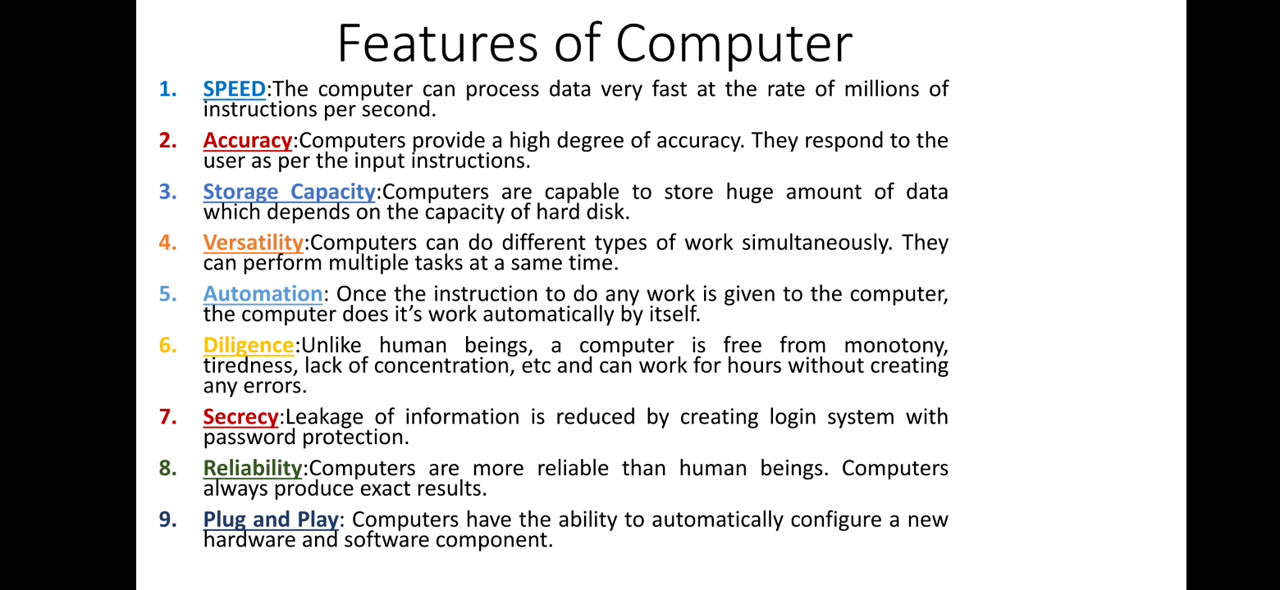 Features of Computer
1. SPEED:The computer can process data very fast at the rate of millions of
instructions per second.
2. Accuracy:Computers provide a high degree of accuracy. They respond to the
user as per the input instructions.
3. Storage Capacity:Computers are capable to store huge amount of data
which depends on the capacity of hard disk.
4. Versatility:Computers can do different types of work simultaneously. They
can perform multiple tasks at a same time.
5. Automation: Once the instruction to do any work is given to the computer,
the computer does it’s work automatically by itself.
6. Diligence:Unlike human beings, a computer is free from monotony,
tiredness, lack of concentration, etc and can work for hours without creating
any errors.
7. Secrecy:Leakage of information is reduced by creating login system with
password protection.
8. Reliability:Computers are more reliable than human beings. Computers
always produce exact results.
9. Plug and Play: Computers have the ability to automatically configure a new
hardware and software component.